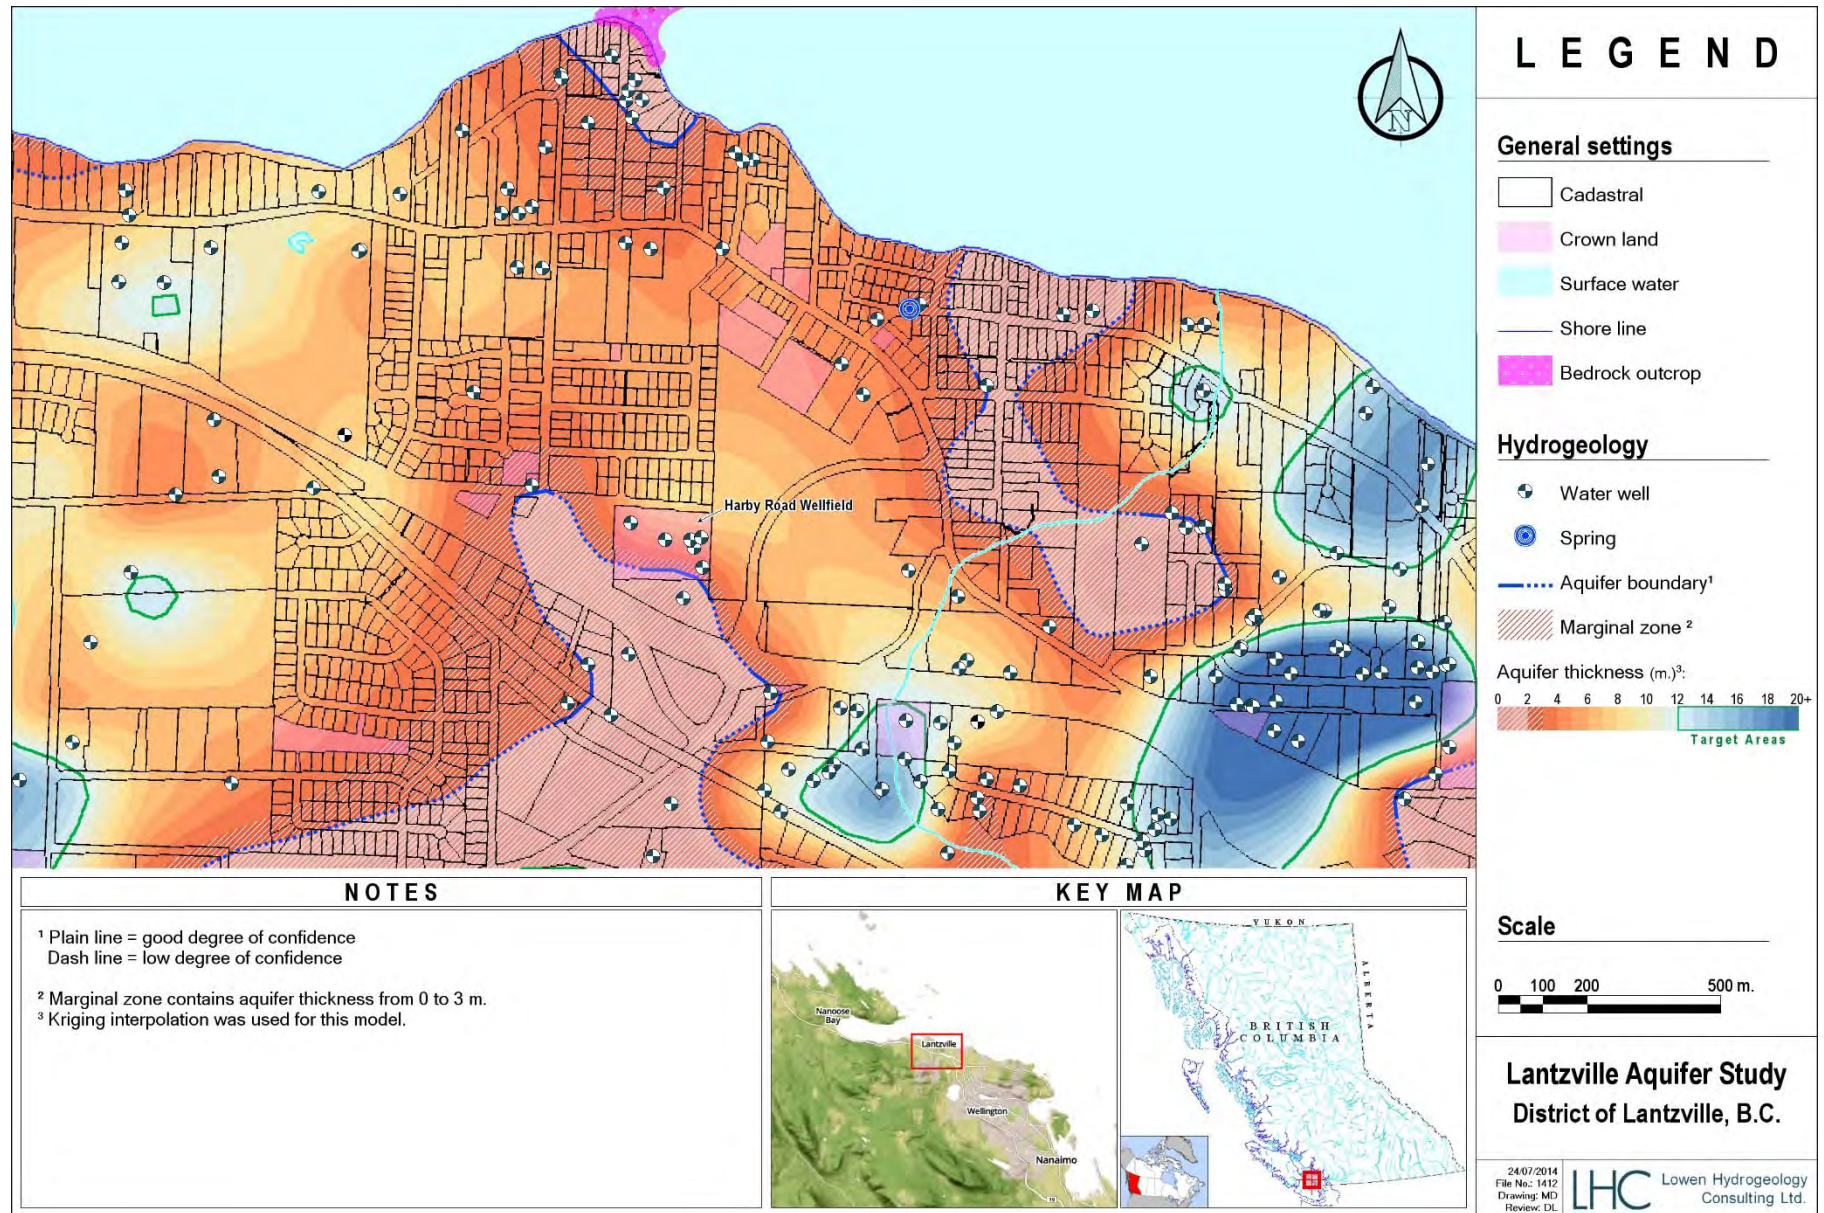 Harby Road Wellfield
N
LEGEND
General settings
Cadastral
Crown land
Surface water
Shore line
Bedrock outcrop
Hydrogeology
Water well
Spring
Aquifer boundary¹
Marginal zone ²
Aquifer thickness (m.)³:
0 2 4 6 8 10 12 14 16 18 20+
Target Areas
Scale
0 100 200 500 m.
Lantzville Aquifer Study
District of Lantzville, B.C.
24/07/2014
File No.: 1412
Drawing: MD
Review: DL
LHC
Lowen Hydrogeology
Consulting Ltd.
NOTES
¹ Plain line = good degree of confidence
Dash line = low degree of confidence
² Marginal zone contains aquifer thickness from 0 to 3 m.
³ Kriging interpolation was used for this model.
KEY MAP
Nanoose
Bay
Lantzville
Wellington
Nanaimo
19
YUKON
ALBERTA
BRITISH
COLUMBIA